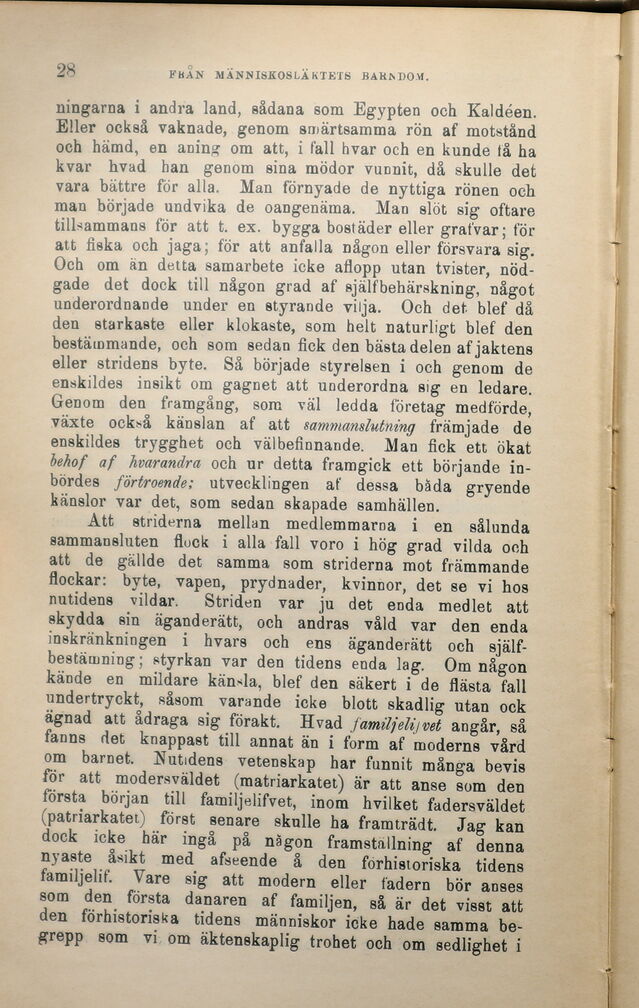 28
FRÅN MÄNNISKOSLÄKTETS BARNDOM.
ningarna i andra land, sådana som Egypten och Kaldéen.
Eller också vaknade, genom smärtsamma rön af motstånd
och hämd, en aning om att, i fall hvar och en kunde få ha
kvar hvad han genom sina mödor vunnit, då skulle det
vara bättre för alla. Man förnyade de nyttiga rönen och
man började undvika de oangenäma. Man slöt sig oftare
tillsammans för att t. ex. bygga bostäder eller grafvar; för
att fiska och jaga; för att anfalla någon eller försvara sig.
Och om än detta samarbete icke aflopp utan tvister, nöd-
gade det dock till någon grad af själfbehärskning, något
underordnande under en styrande vilja. Och det blef då
den starkaste eller klokaste, som helt naturligt blef den
bestämmande, och som sedan fick den bästa delen af jaktens
eller stridens byte. Så började styrelsen i och genom de
enskildes insikt om gagnet att underordna sig en ledare.
Genom den framgång, som väl ledda företag medförde,
växte också känslan af att sammanslutning främjade de
enskildes trygghet och välbefinnande. Man fick ett ökat
behof af hvarandra och ur detta framgick ett börjande in-
bördes förtroende; utvecklingen af dessa båda gryende
känslor var det, som sedan skapade samhällen.
Att striderna mellan medlemmarna i en sålunda
sammansluten flock i alla fall voro i hög grad vilda och
att de gällde det samma som striderna mot främmande
flockar: byte, vapen, prydnader, kvinnor, det se vi hos
nutidens vildar. Striden var ju det enda medlet att
skydda sin äganderätt, och andras våld var den enda
inskränkningen i hvars och ens äganderätt och själf-
bestämning; styrkan var den tidens enda lag. Om någon
kände en mildare känsla, blef den säkert i de flästa fall
undertryckt, såsom varande icke blott skadlig utan ock
ägnad att ådraga sig förakt. Hvad familjelifvet angår, så
fanns det knappast till annat än i form af moderns vård
om barnet. Nutidens vetenskap har funnit många bevis
för att modersväldet (matriarkatet) är att anse som den
första början till familjelifvet, inom hvilket fadersväldet
(patriarkatet) först senare skulle ha framträdt. Jag kan
dock icke här ingå på någon framställning af denna
nyaste åsikt med afseende å den förhistoriska tidens
familjelif. Vare sig att modern eller fadern bör anses
som den första danaren af familjen, så är det visst att
den förhistoriska tidens människor icke hade samma be-
grepp som vi om äktenskaplig trohet och om sedlighet i